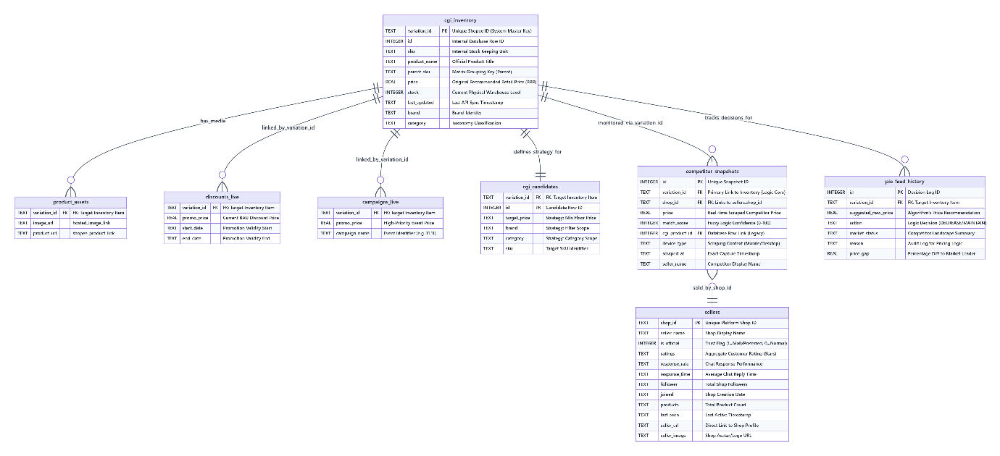 cgi_inventory
TEXT variation_id PK Unique Shopee ID (System Master Key)
INTEGER id Internal Database Row ID
TEXT sku Internal Stock Keeping Unit
TEXT product_name Official Product Title
TEXT parent_sku Matrix Grouping Key (Parent)
REAL price Original Recommended Retail Price (RRP)
INTEGER stock Current Physical Warehouse Level
TEXT last_updated Last API Sync Timestamp
TEXT brand Brand Identity
TEXT category Taxonomy Classification
has_media
linked_by_variation_id
linked_by_variation_id
defines_strategy_for
monitored_via_variation_id
tracks_decisions_for
product_assets
TEXT variation_id FK FK: Target Inventory Item
TEXT image_url hosted_image_link
TEXT product_url shopee_product_link
discounts_live
TEXT variation_id FK FK: Target Inventory Item
REAL promo_price Current BAU Discount Price
TEXT start_date Promotion Validity Start
TEXT end_date Promotion Validity End
campaigns_live
TEXT variation_id FK FK: Target Inventory Item
REAL promo_price High-Priority Event Price
TEXT campaign_name Event Identifier (e.g. 11.11)
cgi_candidates
TEXT variation_id FK FK: Target Inventory Item
INTEGER id PK Candidate Row ID
TEXT target_price Strategy: Min Floor Price
TEXT brand Strategy: Filter Scope
TEXT category Strategy: Category Scope
TEXT sku Target SKU Identifier
competitor_snapshots
INTEGER id PK Unique Snapshot ID
TEXT variation_id FK Primary Link to Inventory (Logic Core)
TEXT shop_id FK FK: Links to sellers.shop_id
REAL price Real-time Scraped Competitor Price
INTEGER match_score Fuzzy Logic Confidence (0-100)
INTEGER cgi_product_id FK Database Row Link (Legacy)
TEXT device_type Scraping Context (Mobile/Desktop)
TEXT scraped_at Exact Capture Timestamp
TEXT seller_name Competitor Display Name
pie_feed_history
INTEGER id PK Decision Log ID
TEXT variation_id FK FK: Target Inventory Item
REAL suggested_new_price Algorithm's Price Recommendation
TEXT action Logic Decision (DECREASE/MAINTAIN)
TEXT market_status Competitor Landscape Summary
TEXT reason Audit Log for Pricing Logic
REAL price_gap Percentage Diff to Market Leader
sold_by_shop_id
sellers
TEXT shop_id PK Unique Platform Shop ID
TEXT seller_name Shop Display Name
INTEGER is_official Trust Flag (1=Mall/Preferred, 0=Normal)
TEXT ratings Aggregate Customer Rating (Stars)
TEXT response_rate Chat Response Performance
TEXT response_time Average Chat Reply Time
TEXT follower Total Shop Followers
TEXT joined Shop Creation Date
TEXT products Total Product Count
TEXT last_seen Last Active Timestamp
TEXT seller_url Direct Link to Shop Profile
TEXT seller_image Shop Avatar/Logo URL